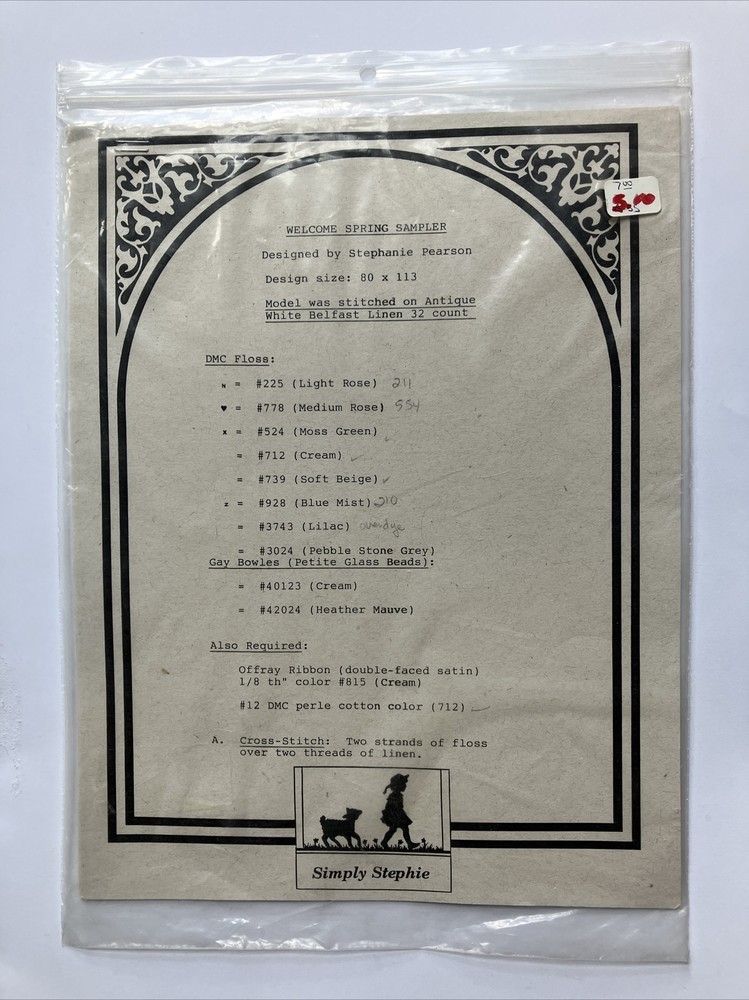 7.00
5.00
WELCOME SPRING SAMPLER
Designed by Stephanie Pearson
Design size: 80 x 113
Model was stitched on Antique
White Belfast Linen 32 count
DMC Floss:
N = #225 (Light Rose) 211
♥ = #778 (Medium Rose) 554
x = #524 (Moss Green)
= #712 (Cream) ✓
= #739 (Soft Beige) ✓
z = #928 (Blue Mist) 210
= #3743 (Lilac) overdye
= #3024 (Pebble Stone Grey)
Gay Bowles (Petite Glass Beads):
= #40123 (Cream)
= #42024 (Heather Mauve)
Also Required:
Offray Ribbon (double-faced satin)
1/8 th" color #815 (Cream)
#12 DMC perle cotton color (712)
A. Cross-Stitch: Two strands of floss
over two threads of linen.
Simply Stephie